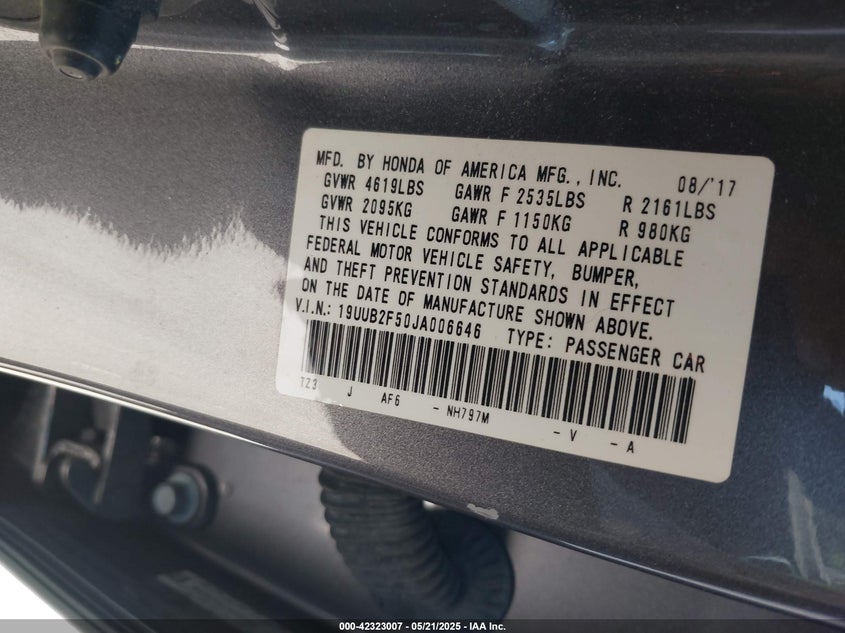 MFD. BY HONDA OF AMERICA MFG., INC. 08/'17
GVWR 4619LBS GAWR F 2535LBS R 2161LBS
GVWR 2095KG GAWR F 1150KG R 980KG
THIS VEHICLE CONFORMS TO ALL APPLICABLE
FEDERAL MOTOR VEHICLE SAFETY, BUMPER,
AND THEFT PREVENTION STANDARDS IN EFFECT
ON THE DATE OF MANUFACTURE SHOWN ABOVE.
V.I.N.: 19UUB2F50JA006646 TYPE: PASSENGER CAR
TZ3 J AF6 - NH797M - V - A
000-42323007 - 05/21/2025 - IAA Inc.